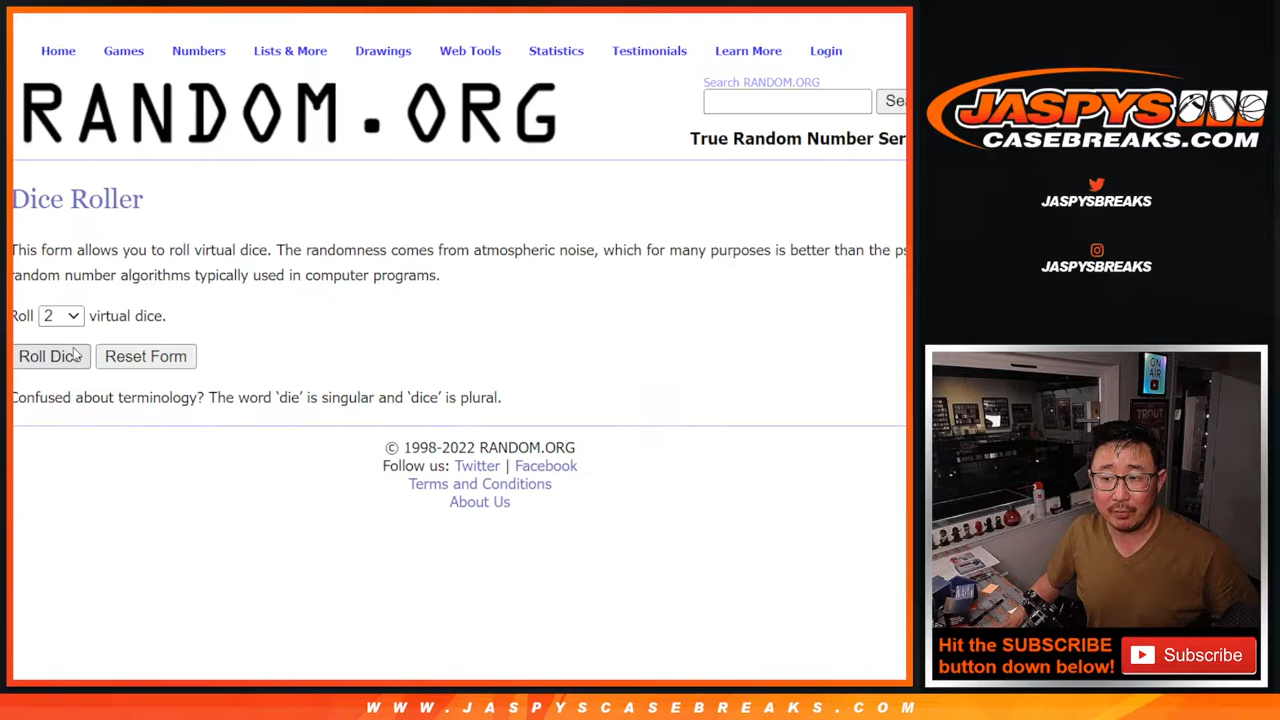 Home Games Numbers Lists & More Drawings Web Tools Statistics Testimonials Learn More Login
RANDOM.ORG
Search RANDOM.ORG
Sea
True Random Number Ser
Dice Roller
This form allows you to roll virtual dice. The randomness comes from atmospheric noise, which for many purposes is better than the ps
random number algorithms typically used in computer programs.
Roll 2 virtual dice.
Roll Dice Reset Form
Confused about terminology? The word ‘die’ is singular and ‘dice’ is plural.
© 1998-2022 RANDOM.ORG
Follow us: Twitter | Facebook
Terms and Conditions
About Us
JASPYS
CASEBREAKS.COM
JASPYSBREAKS
JASPYSBREAKS
ON AIR
TROUT
Hit the SUBSCRIBE
button down below!
Subscribe
WWW.JASPYSCASEBREAKS.COM